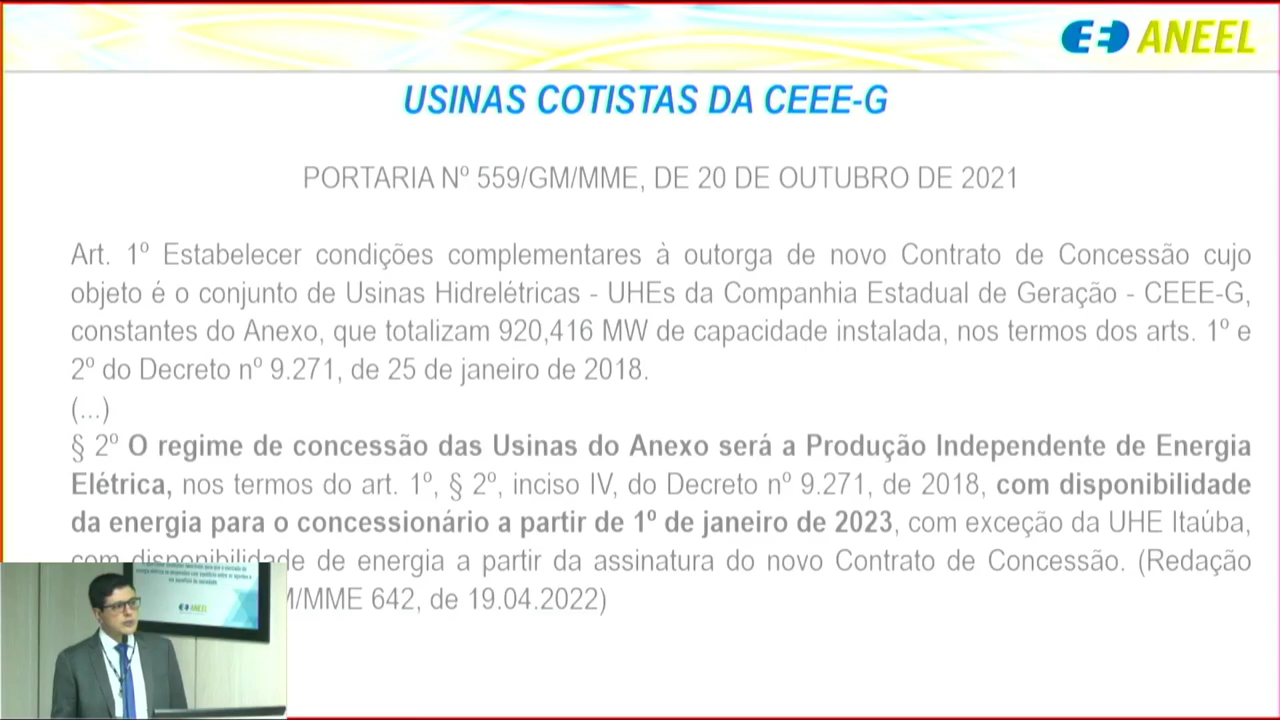 ANEEL
USINAS COTISTAS DA CEEE-G
PORTARIA Nº 559/GM/MME, DE 20 DE OUTUBRO DE 2021
Art. 1º Estabelecer condições complementares à outorga de novo Contrato de Concessão cujo
objeto é o conjunto de Usinas Hidrelétricas - UHEs da Companhia Estadual de Geração - CEEE-G,
constantes do Anexo, que totalizam 920,416 MW de capacidade instalada, nos termos dos arts. 1º e
2º do Decreto nº 9.271, de 25 de janeiro de 2018.
(...)
§ 2º O regime de concessão das Usinas do Anexo será a Produção Independente de Energia
Elétrica, nos termos do art. 1º, § 2º, inciso IV, do Decreto nº 9.271, de 2018, com disponibilidade
da energia para o concessionário a partir de 1º de janeiro de 2023, com exceção da UHE Itaúba,
com disponibilidade de energia a partir da assinatura do novo Contrato de Concessão. (Redação
/MME 642, de 19.04.2022)
ANEEL